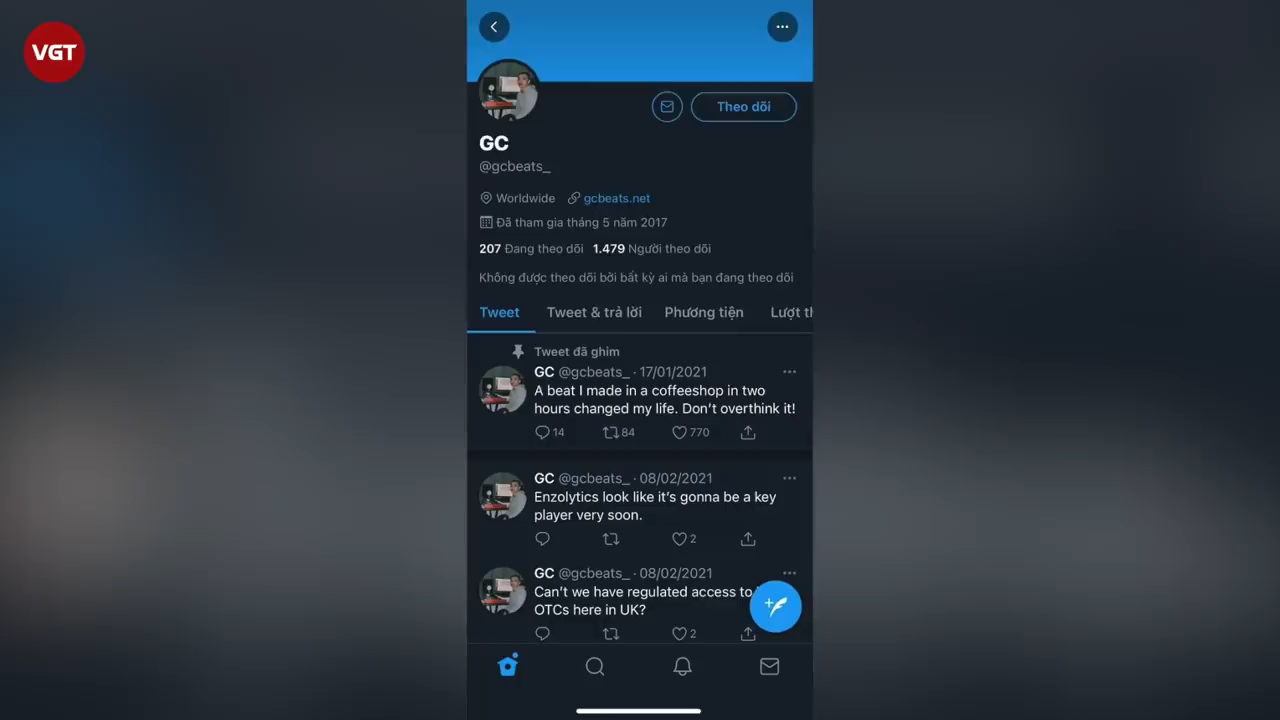 VGT
Theo dõi
GC
@gcbeats_
Worldwide gcbeats.net
Đã tham gia tháng 5 năm 2017
207 Đang theo dõi 1.479 Người theo dõi
Không được theo dõi bởi bất kỳ ai mà bạn đang theo dõi
Tweet Tweet & trả lời Phương tiện Lượt
Tweet đã ghim
GC @gcbeats_ · 17/01/2021
A beat I made in a coffeeshop in two
hours changed my life. Don't overthink it!
14 84 770
GC @gcbeats_ · 08/02/2021
Enzolytics look like it's gonna be a key
player very soon.
2
GC @gcbeats_ · 08/02/2021
Can't we have regulated access to
OTCs here in UK?
2